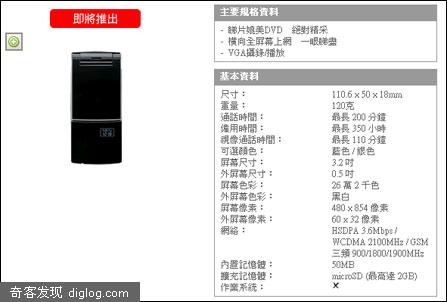 即將推出
主要規格資料
- 睇片媲美DVD 絕對精采
- 橫向全屏幕上網 一眼睇盡
- VGA攝錄/播放
基本資料
尺寸： 110.6 x 50 x 18mm
重量： 120克
通話時間： 最長 200 分鐘
備用時間： 最長 350 小時
視像通話時間： 最長 110 分鐘
可選顏色： 藍色 / 銀色
屏幕尺寸： 3.2 吋
外屏幕尺寸： 0.5 吋
屏幕色彩： 26 萬 2 千色
外屏幕色彩： 黑白
屏幕像素： 480 x 854 像素
外屏幕像素： 60 x 32 像素
網絡： HSDPA 3.6Mbps /
WCDMA 2100MHz / GSM
三頻 900/1800/1900MHz
內置記憶體： 50MB
擴充記憶體： microSD (最高達 2GB)
作業系統： ✗
奇客发现 diglog.com